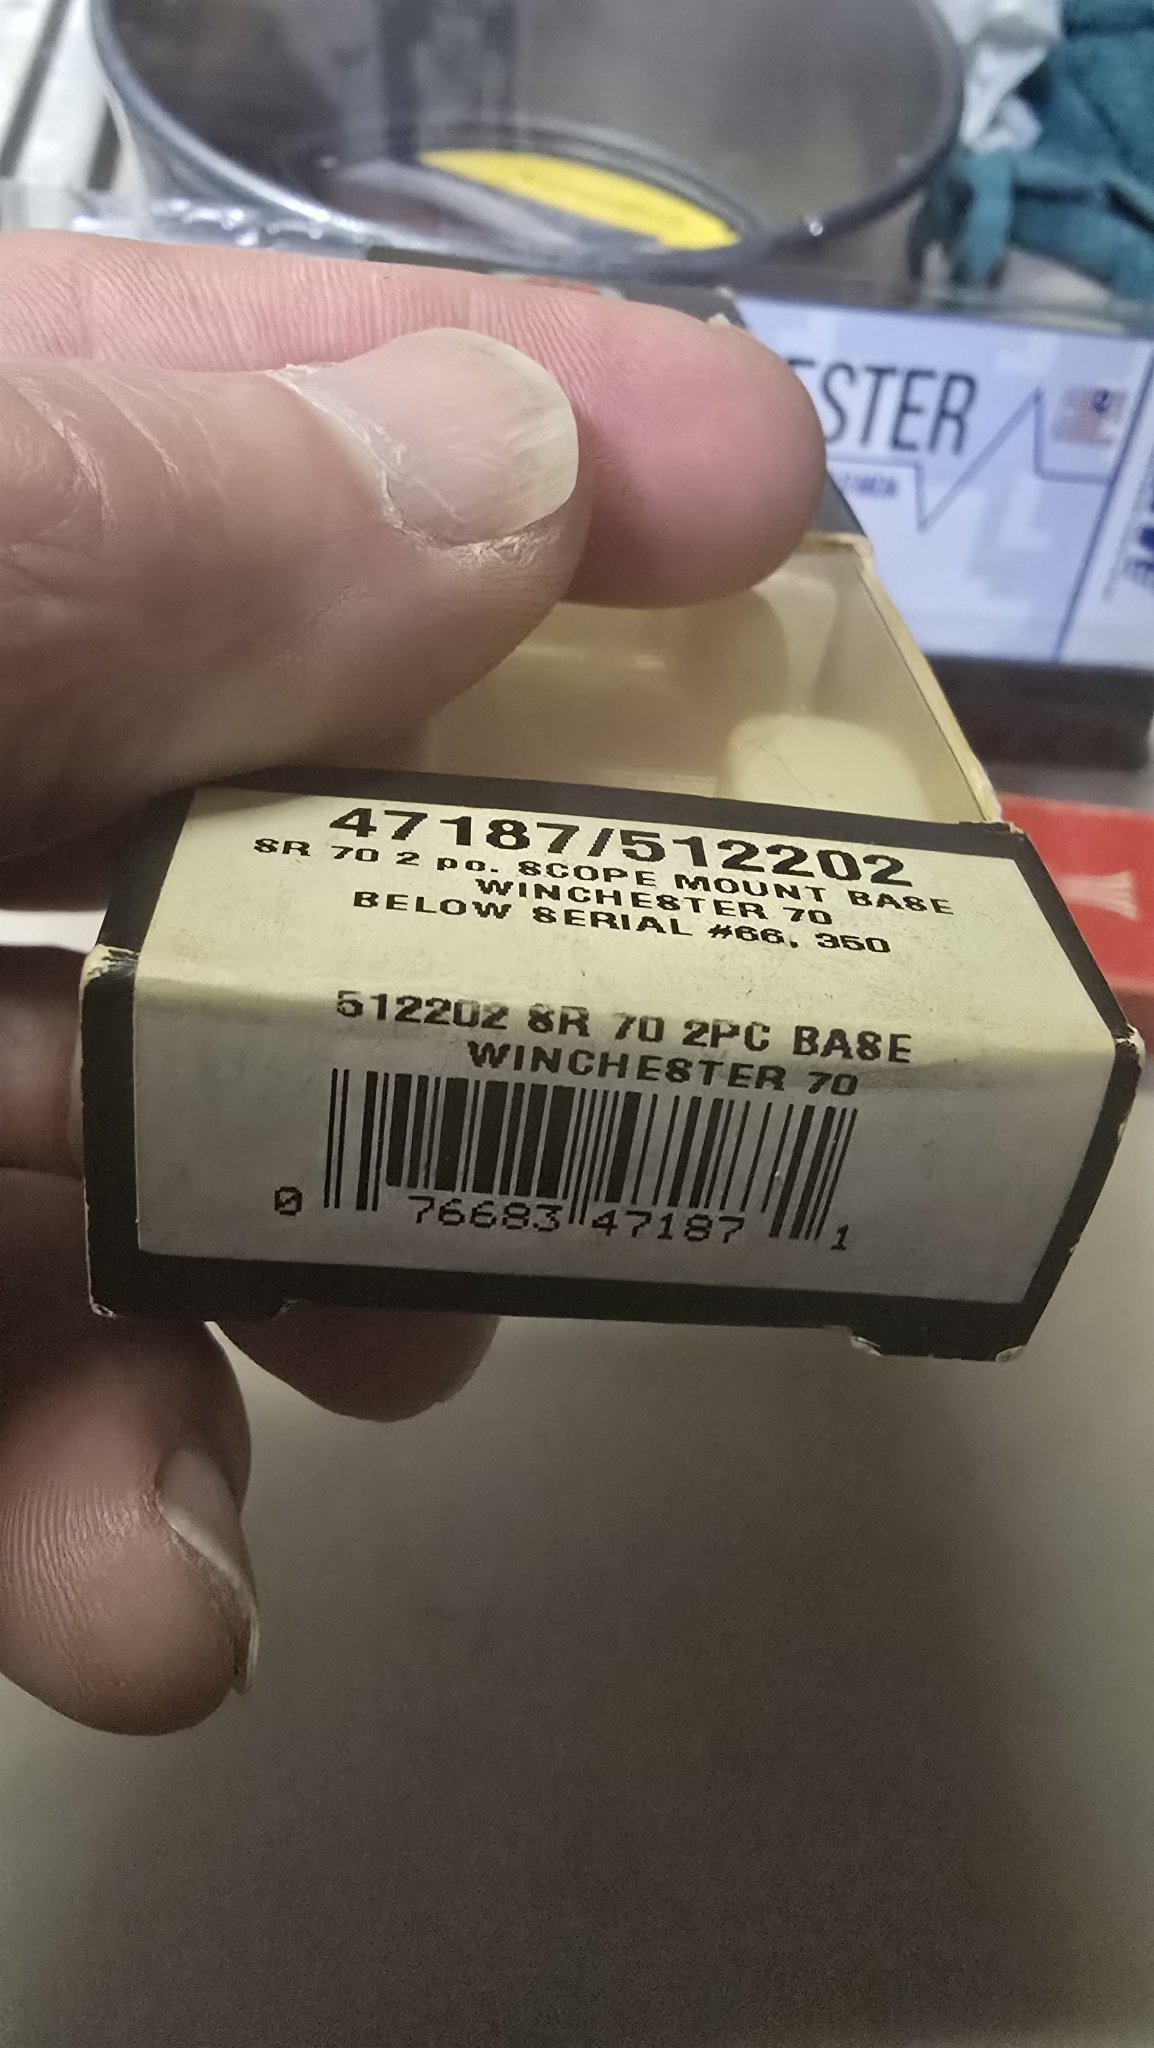 STER
47187/512202
SR 70 2 pc. SCOPE MOUNT BASE
WINCHESTER 70
BELOW SERIAL #66, 350
512202 SR 70 2PC BASE
WINCHESTER 70
0 76683 47187 1